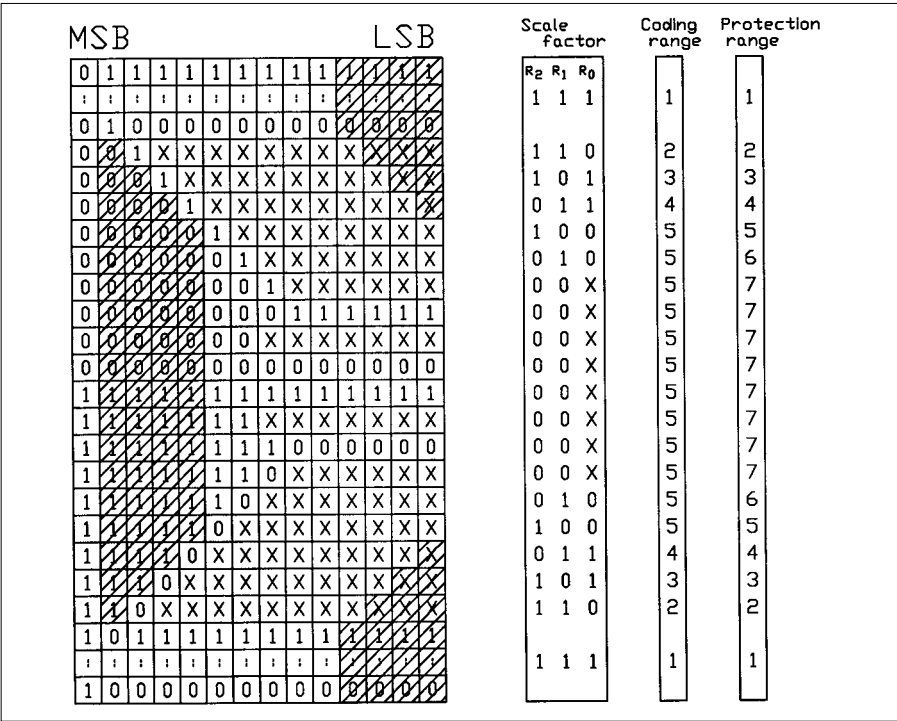 MSB LSB Scale factor Coding range Protection range
0 1 1 1 1 1 1 1 1 1 1 1 1 1 R₂ R₁ R₀
: : : : : : : : : : : : : : 1 1 1 1 1
0 1 0 0 0 0 0 0 0 0 0 0 0 0
0 0 1 X X X X X X X X X X X 1 1 0 2 2
0 0 0 1 X X X X X X X X X X 1 0 1 3 3
0 0 0 0 1 X X X X X X X X X 0 1 1 4 4
0 0 0 0 0 1 X X X X X X X X 1 0 0 5 5
0 0 0 0 0 0 1 X X X X X X X 0 1 0 5 6
0 0 0 0 0 0 0 1 X X X X X X 0 0 X 5 7
0 0 0 0 0 0 0 0 1 1 1 1 1 1 0 0 X 5 7
0 0 0 0 0 0 0 X X X X X X X 0 0 X 5 7
0 0 0 0 0 0 0 0 0 0 0 0 0 0 0 0 X 5 7
1 1 1 1 1 1 1 1 1 1 1 1 1 1 0 0 X 5 7
1 1 1 1 1 1 1 X X X X X X X 0 0 X 5 7
1 1 1 1 1 1 1 1 0 0 0 0 0 0 0 0 X 5 7
1 1 1 1 1 1 1 0 X X X X X X 0 0 X 5 7
1 1 1 1 1 1 0 X X X X X X X 0 1 0 5 6
1 1 1 1 1 0 X X X X X X X X 1 0 0 5 5
1 1 1 1 0 X X X X X X X X X 0 1 1 4 4
1 1 1 0 X X X X X X X X X X 1 0 1 3 3
1 1 0 X X X X X X X X X X X 1 1 0 2 2
1 0 1 1 1 1 1 1 1 1 1 1 1 1
: : : : : : : : : : : : : : 1 1 1 1 1
1 0 0 0 0 0 0 0 0 0 0 0 0 0